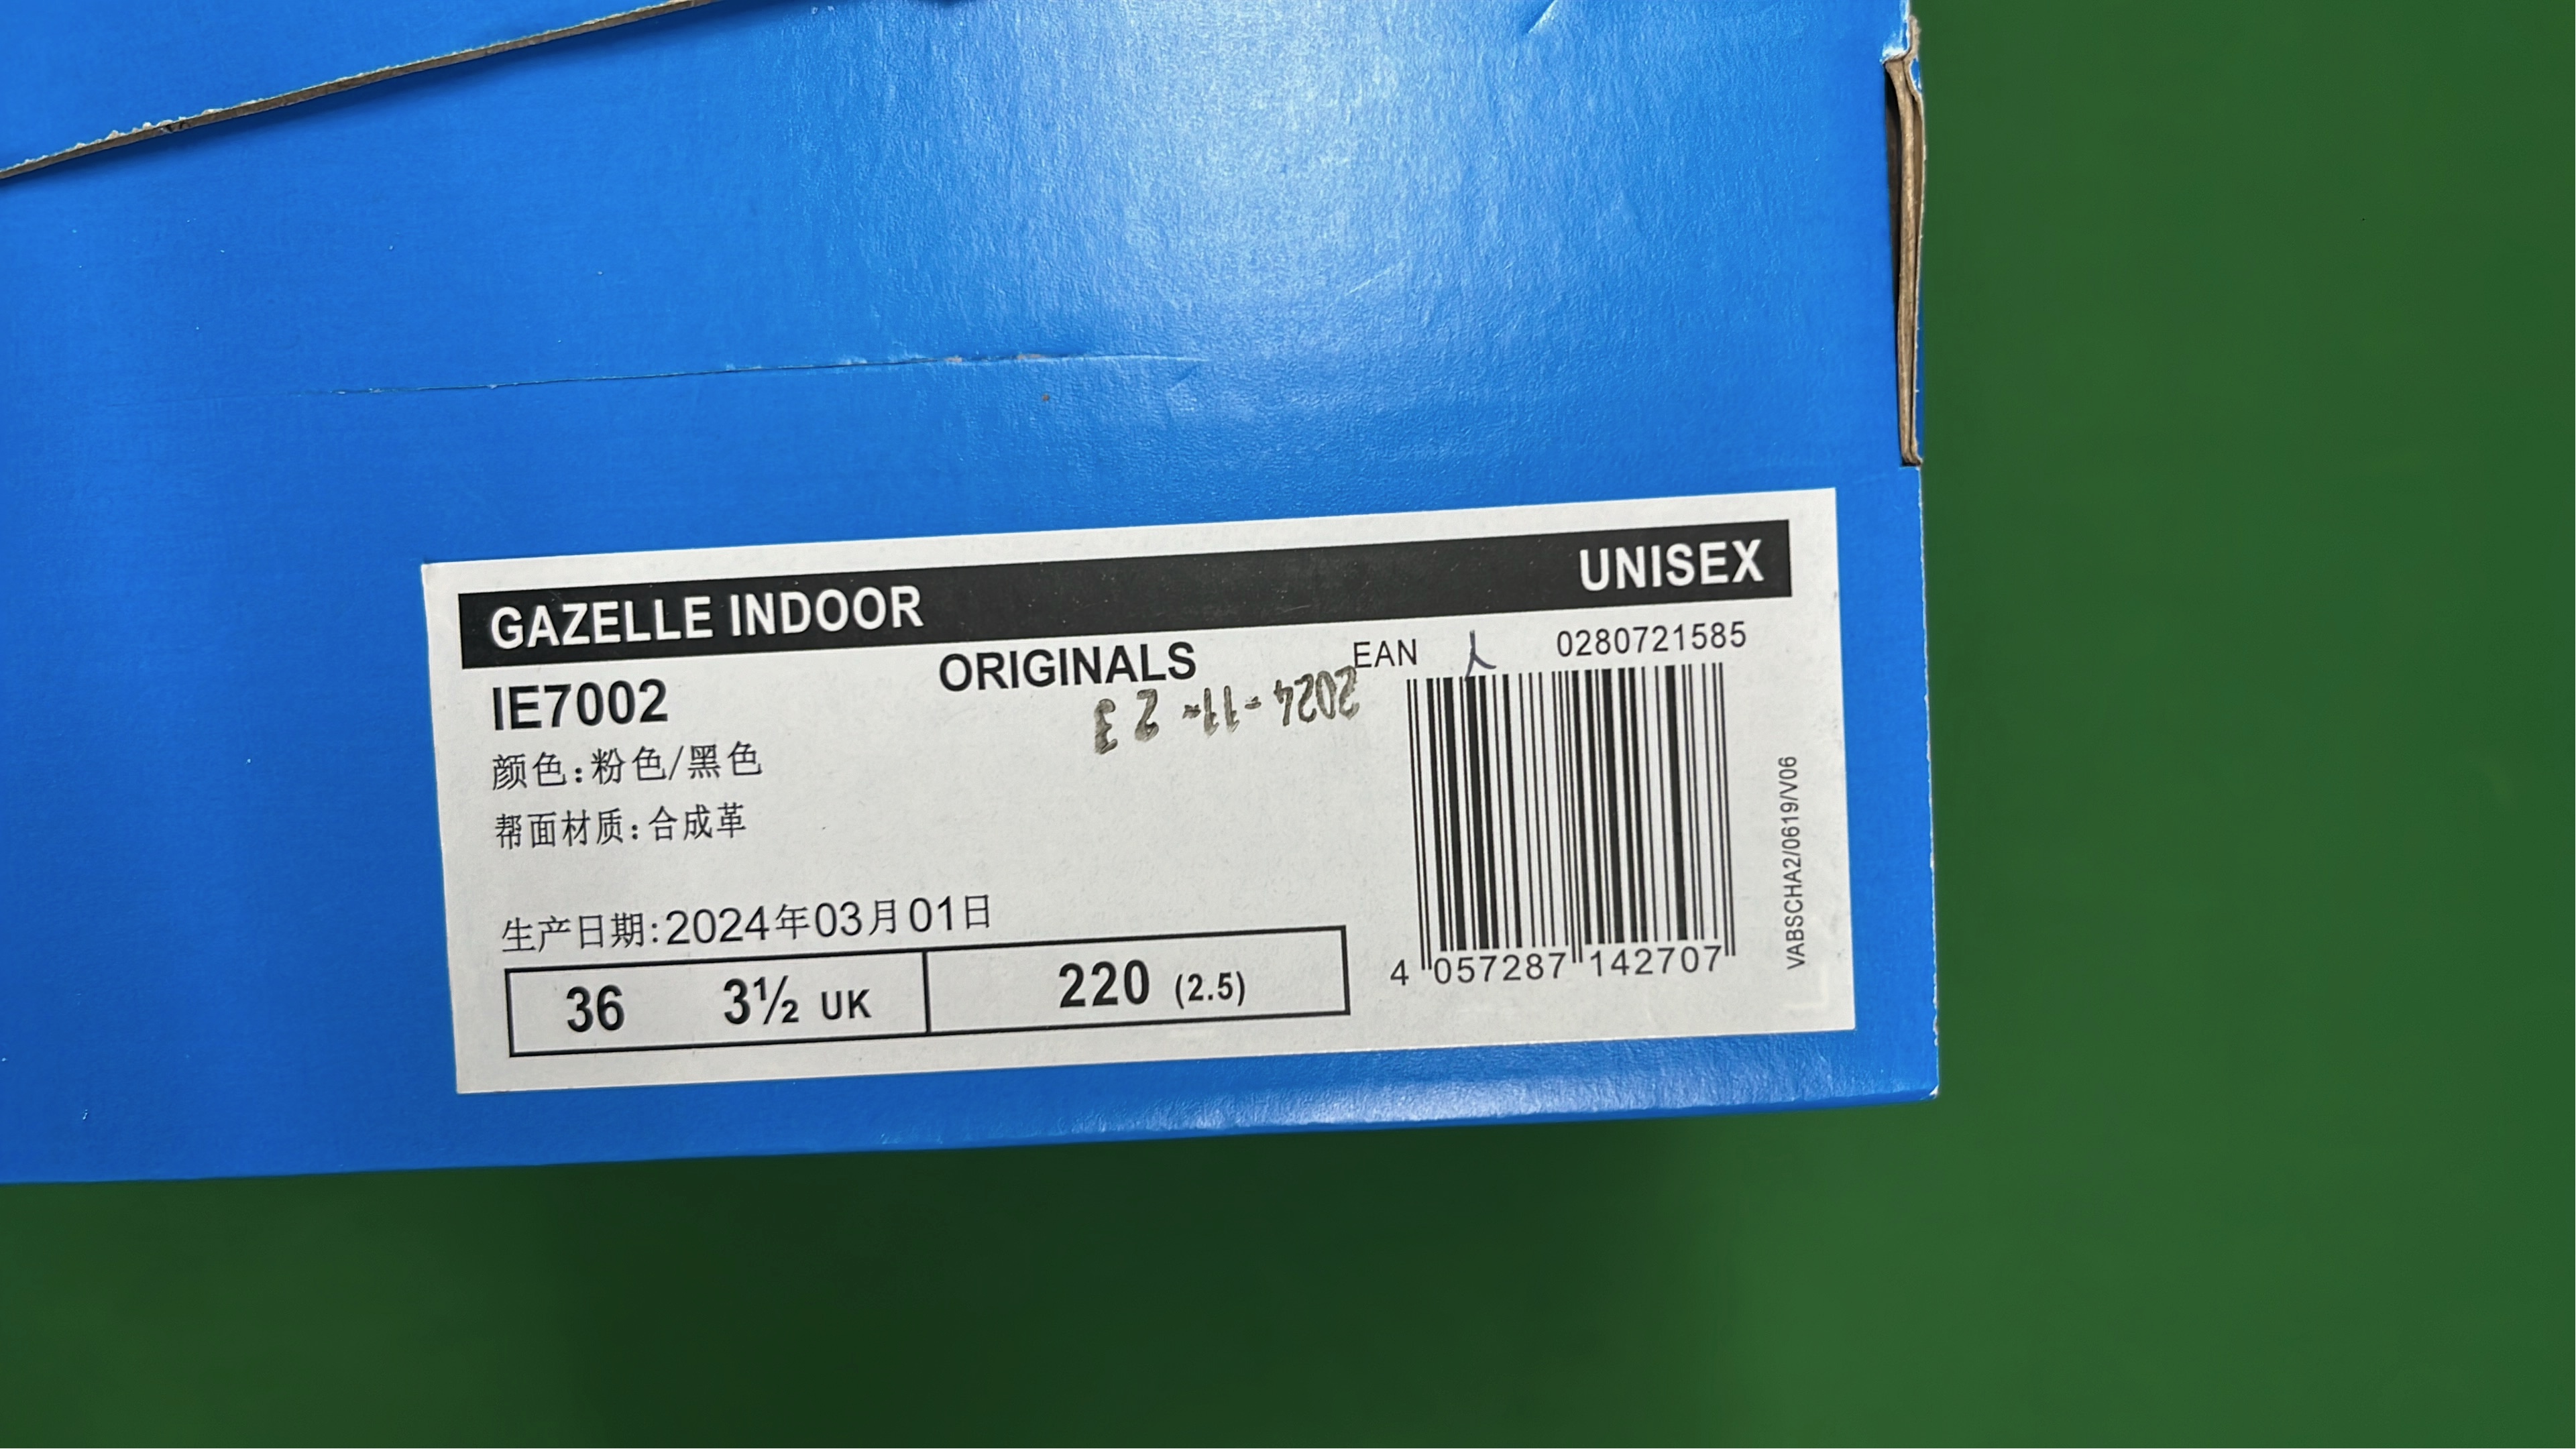 GAZELLE INDOOR UNISEX
IE7002 ORIGINALS EAN 人 0280721585
2024-11-23
颜色:粉色/黑色
帮面材质:合成革
生产日期:2024年03月01日
36 3½ UK 220 (2.5)
4 057287 142707
VABSCHA2/0619/V06